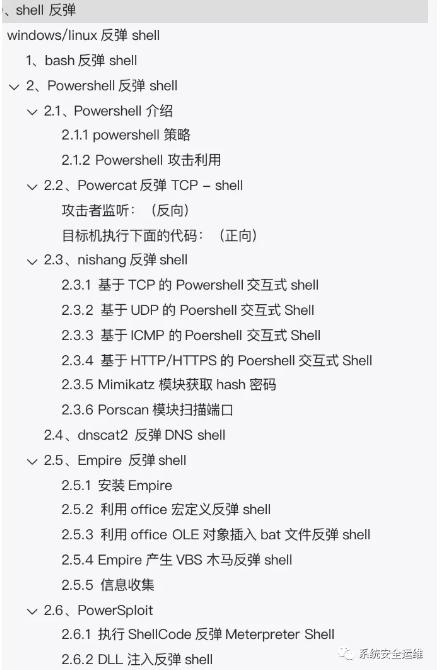 、shell 反弹
windows/linux 反弹 shell
1、bash 反弹 shell
2、Powershell 反弹 shell
2.1、Powershell 介绍
2.1.1 powershell 策略
2.1.2 Powershell 攻击利用
2.2、Powercat 反弹 TCP – shell
攻击者监听：（反向）
目标机执行下面的代码：（正向）
2.3、nishang 反弹 shell
2.3.1 基于 TCP 的 Powershell 交互式 shell
2.3.2 基于 UDP 的 Poershell 交互式 Shell
2.3.3 基于 ICMP 的 Poershell 交互式 Shell
2.3.4 基于 HTTP/HTTPS 的 Poershell 交互式 Shell
2.3.5 Mimikatz 模块获取 hash 密码
2.3.6 Porscan 模块扫描端口
2.4、dnscat2 反弹 DNS shell
2.5、Empire 反弹 shell
2.5.1 安装 Empire
2.5.2 利用 office 宏定义反弹 shell
2.5.3 利用 office OLE 对象插入 bat 文件反弹 shell
2.5.4 Empire 产生 VBS 木马反弹 shell
2.5.5 信息收集
2.6、PowerSploit
2.6.1 执行 ShellCode 反弹 Meterpreter Shell
2.6.2 DLL 注入反弹 shell
系统安全运维